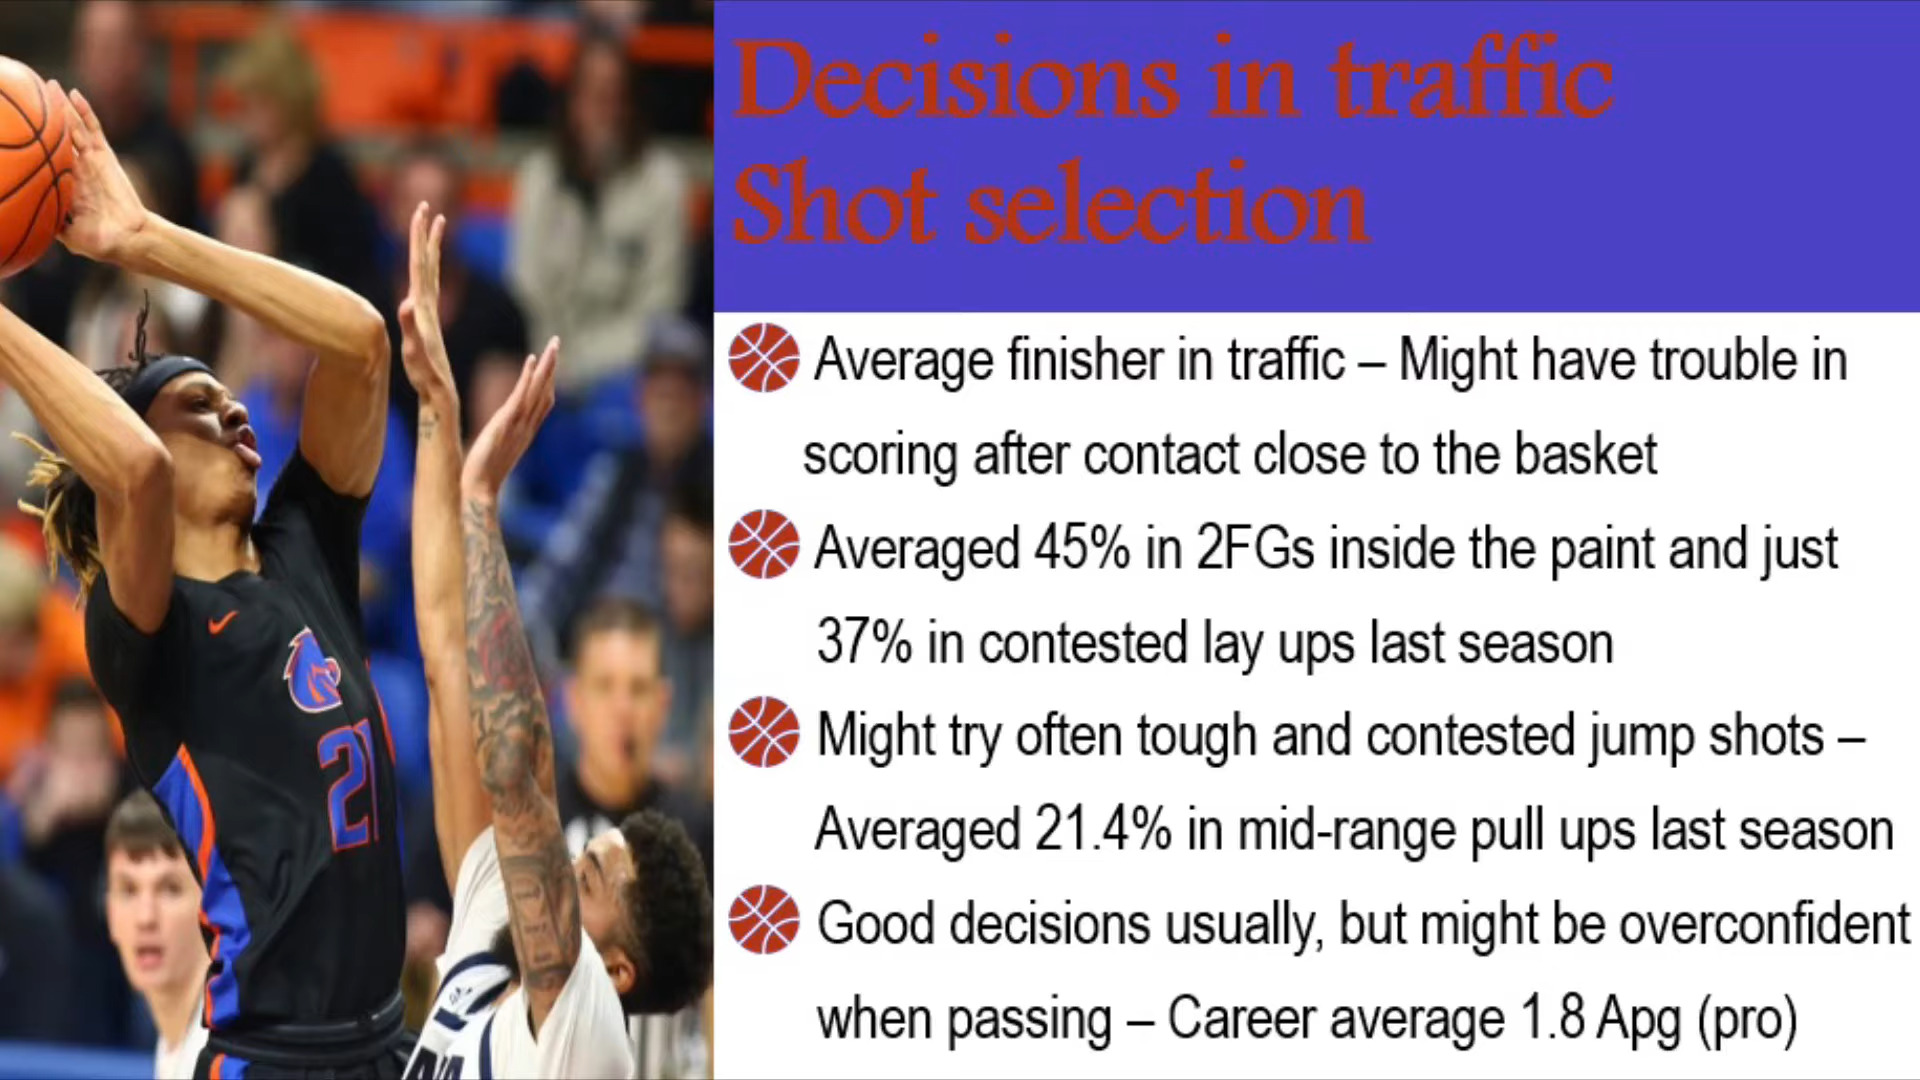 Decisions in traffic
Shot selection
Average finisher in traffic – Might have trouble in
scoring after contact close to the basket
Averaged 45% in 2FGs inside the paint and just
37% in contested lay ups last season
Might try often tough and contested jump shots –
Averaged 21.4% in mid-range pull ups last season
Good decisions usually, but might be overconfident
when passing – Career average 1.8 Apg (pro)
21